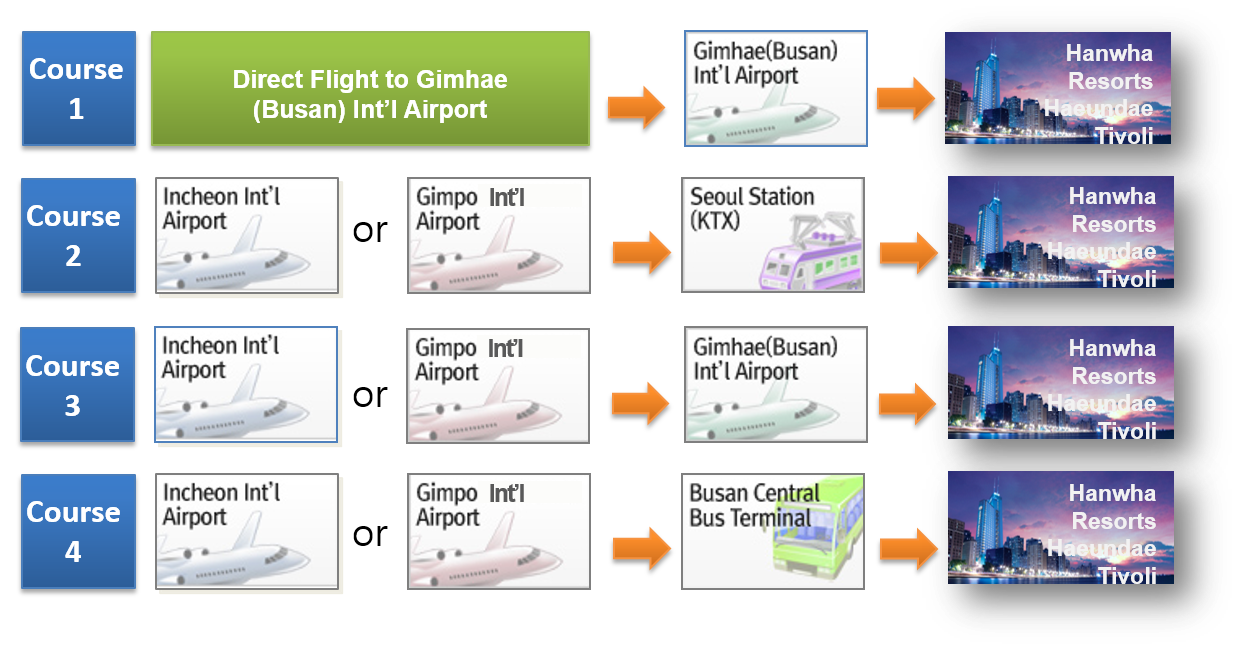 Course
1
Direct Flight to Gimhae
(Busan) Int'l Airport
Gimhae(Busan)
Int'l Airport
Hanwha
Resorts
Haeundae
Tivoli
Course
2
Incheon Int'l
Airport
or
Gimpo Int'l
Airport
Seoul Station
(KTX)
Hanwha
Resorts
Haeundae
Tivoli
Course
3
Incheon Int'l
Airport
or
Gimpo Int'l
Airport
Gimhae(Busan)
Int'l Airport
Hanwha
Resorts
Haeundae
Tivoli
Course
4
Incheon Int'l
Airport
or
Gimpo Int'l
Airport
Busan Central
Bus Terminal
Hanwha
Resorts
Haeundae
Tivoli